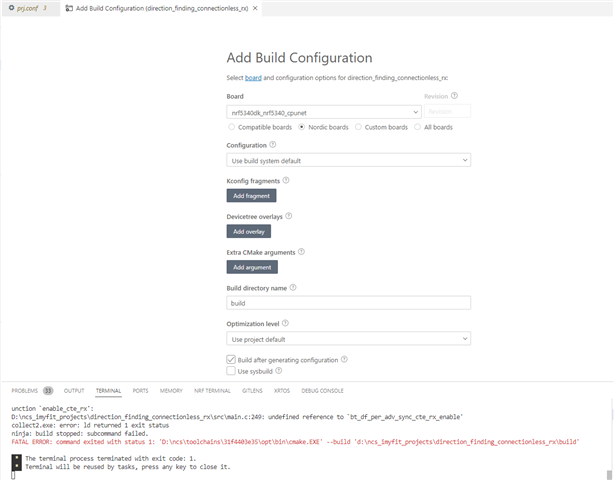 prj.conf 3
Add Build Configuration (direction_finding_connectionless_rx)
Add Build Configuration
Select board and configuration options for direction_finding_connectionless_rx
Board
Revision
nrf5340dk_nrf5340_cpunet
Revision
Compatible boards Nordic boards Custom boards All boards
Configuration
Use build system default
Kconfig fragments
Add fragment
Devicetree overlays
Add overlay
Extra CMake arguments
Add argument
Build directory name
build
Optimization level
Use project default
Build after generating configuration
Use sysbuild
PROBLEMS 33 OUTPUT TERMINAL PORTS MEMORY NRF TERMINAL GITLENS XRTOS DEBUG CONSOLE
unction `enable_cte_rx':
D:\ncs_imyfit_projects\direction_finding_connectionless_rx\src\main.c:249: undefined reference to `bt_df_per_adv_sync_cte_rx_enable'
collect2.exe: error: ld returned 1 exit status
ninja: build stopped: subcommand failed.
FATAL ERROR: command exited with status 1: 'D:\ncs\toolchains\31f4403e35\opt\bin\cmake.EXE' --build 'd:\ncs_imyfit_projects\direction_finding_connectionless_rx\build'
* The terminal process terminated with exit code: 1.
* Terminal will be reused by tasks, press any key to close it.